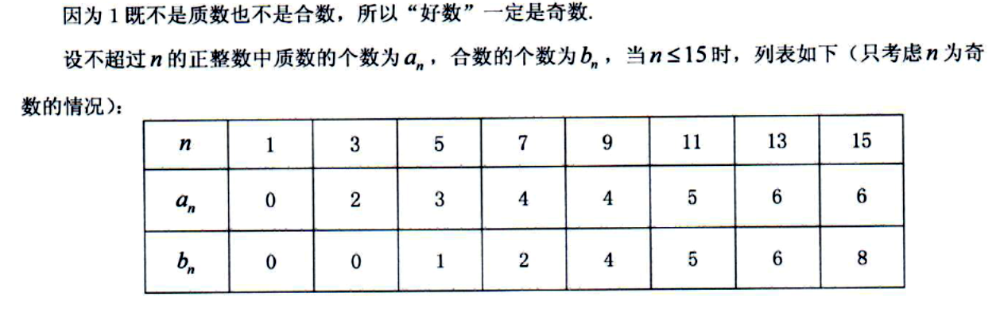 因为 1 既不是质数也不是合数，所以“好数”一定是奇数.
设不超过 n 的正整数中质数的个数为 aₙ，合数的个数为 bₙ，当 n≤15 时，列表如下（只考虑 n 为奇
数的情况）：
n 1 3 5 7 9 11 13 15
aₙ 0 2 3 4 4 5 6 6
bₙ 0 0 1 2 4 5 6 8